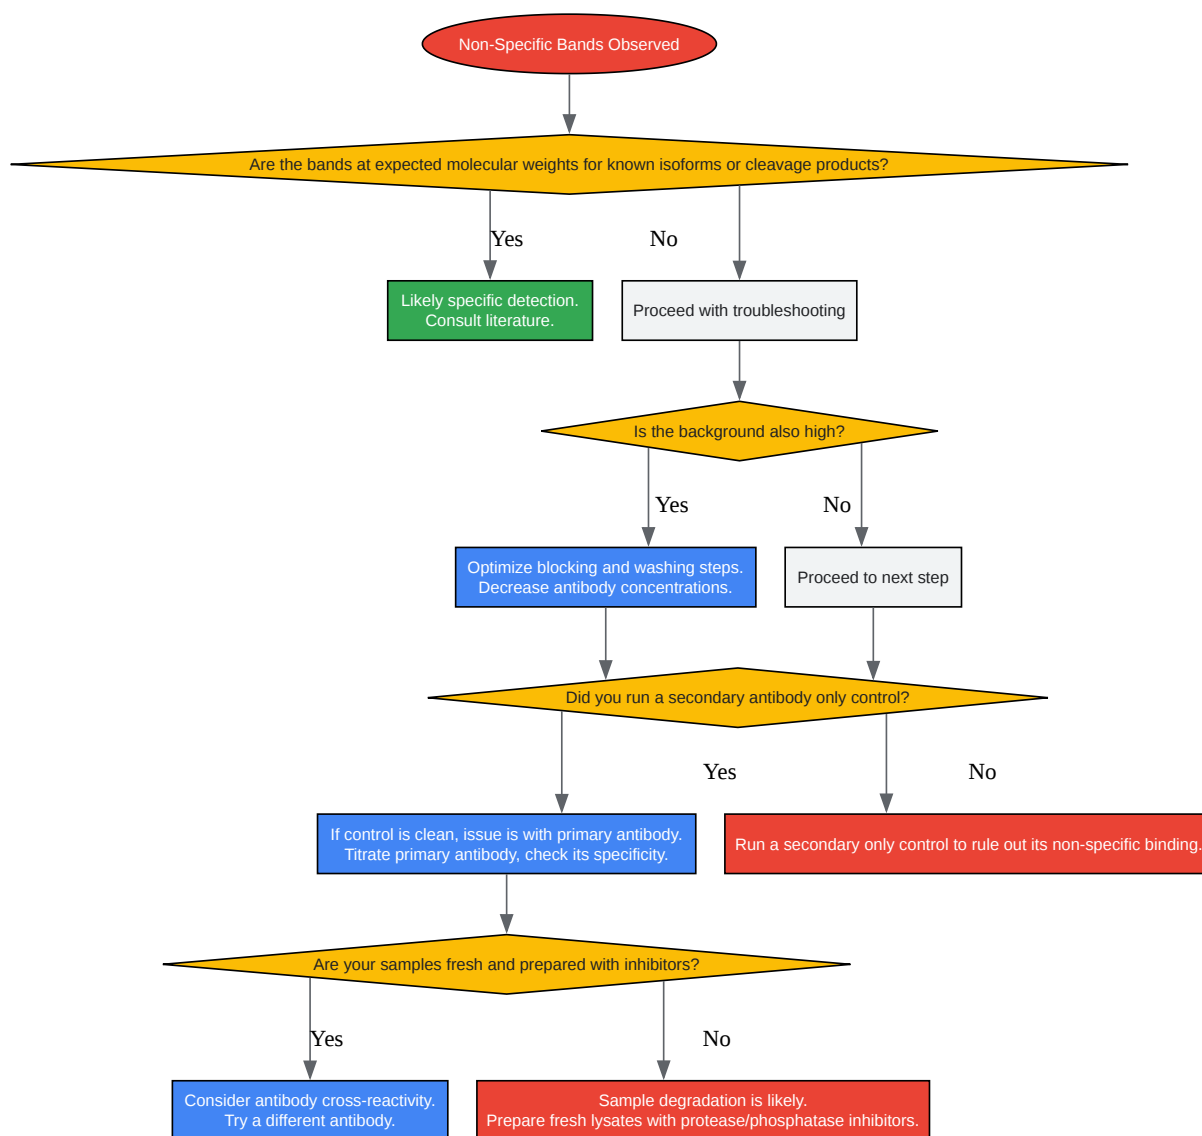 Non-Specific Bands Observed
Are the bands at expected molecular weights for known isoforms or cleavage products?
Yes
No
Likely specific detection.
Consult literature.
Proceed with troubleshooting
Is the background also high?
Yes
No
Optimize blocking and washing steps.
Decrease antibody concentrations.
Proceed to next step
Did you run a secondary antibody only control?
Yes
No
If control is clean, issue is with primary antibody.
Titrate primary antibody, check its specificity.
Run a secondary only control to rule out its non-specific binding.
Are your samples fresh and prepared with inhibitors?
Yes
No
Consider antibody cross-reactivity.
Try a different antibody.
Sample degradation is likely.
Prepare fresh lysates with protease/phosphatase inhibitors.